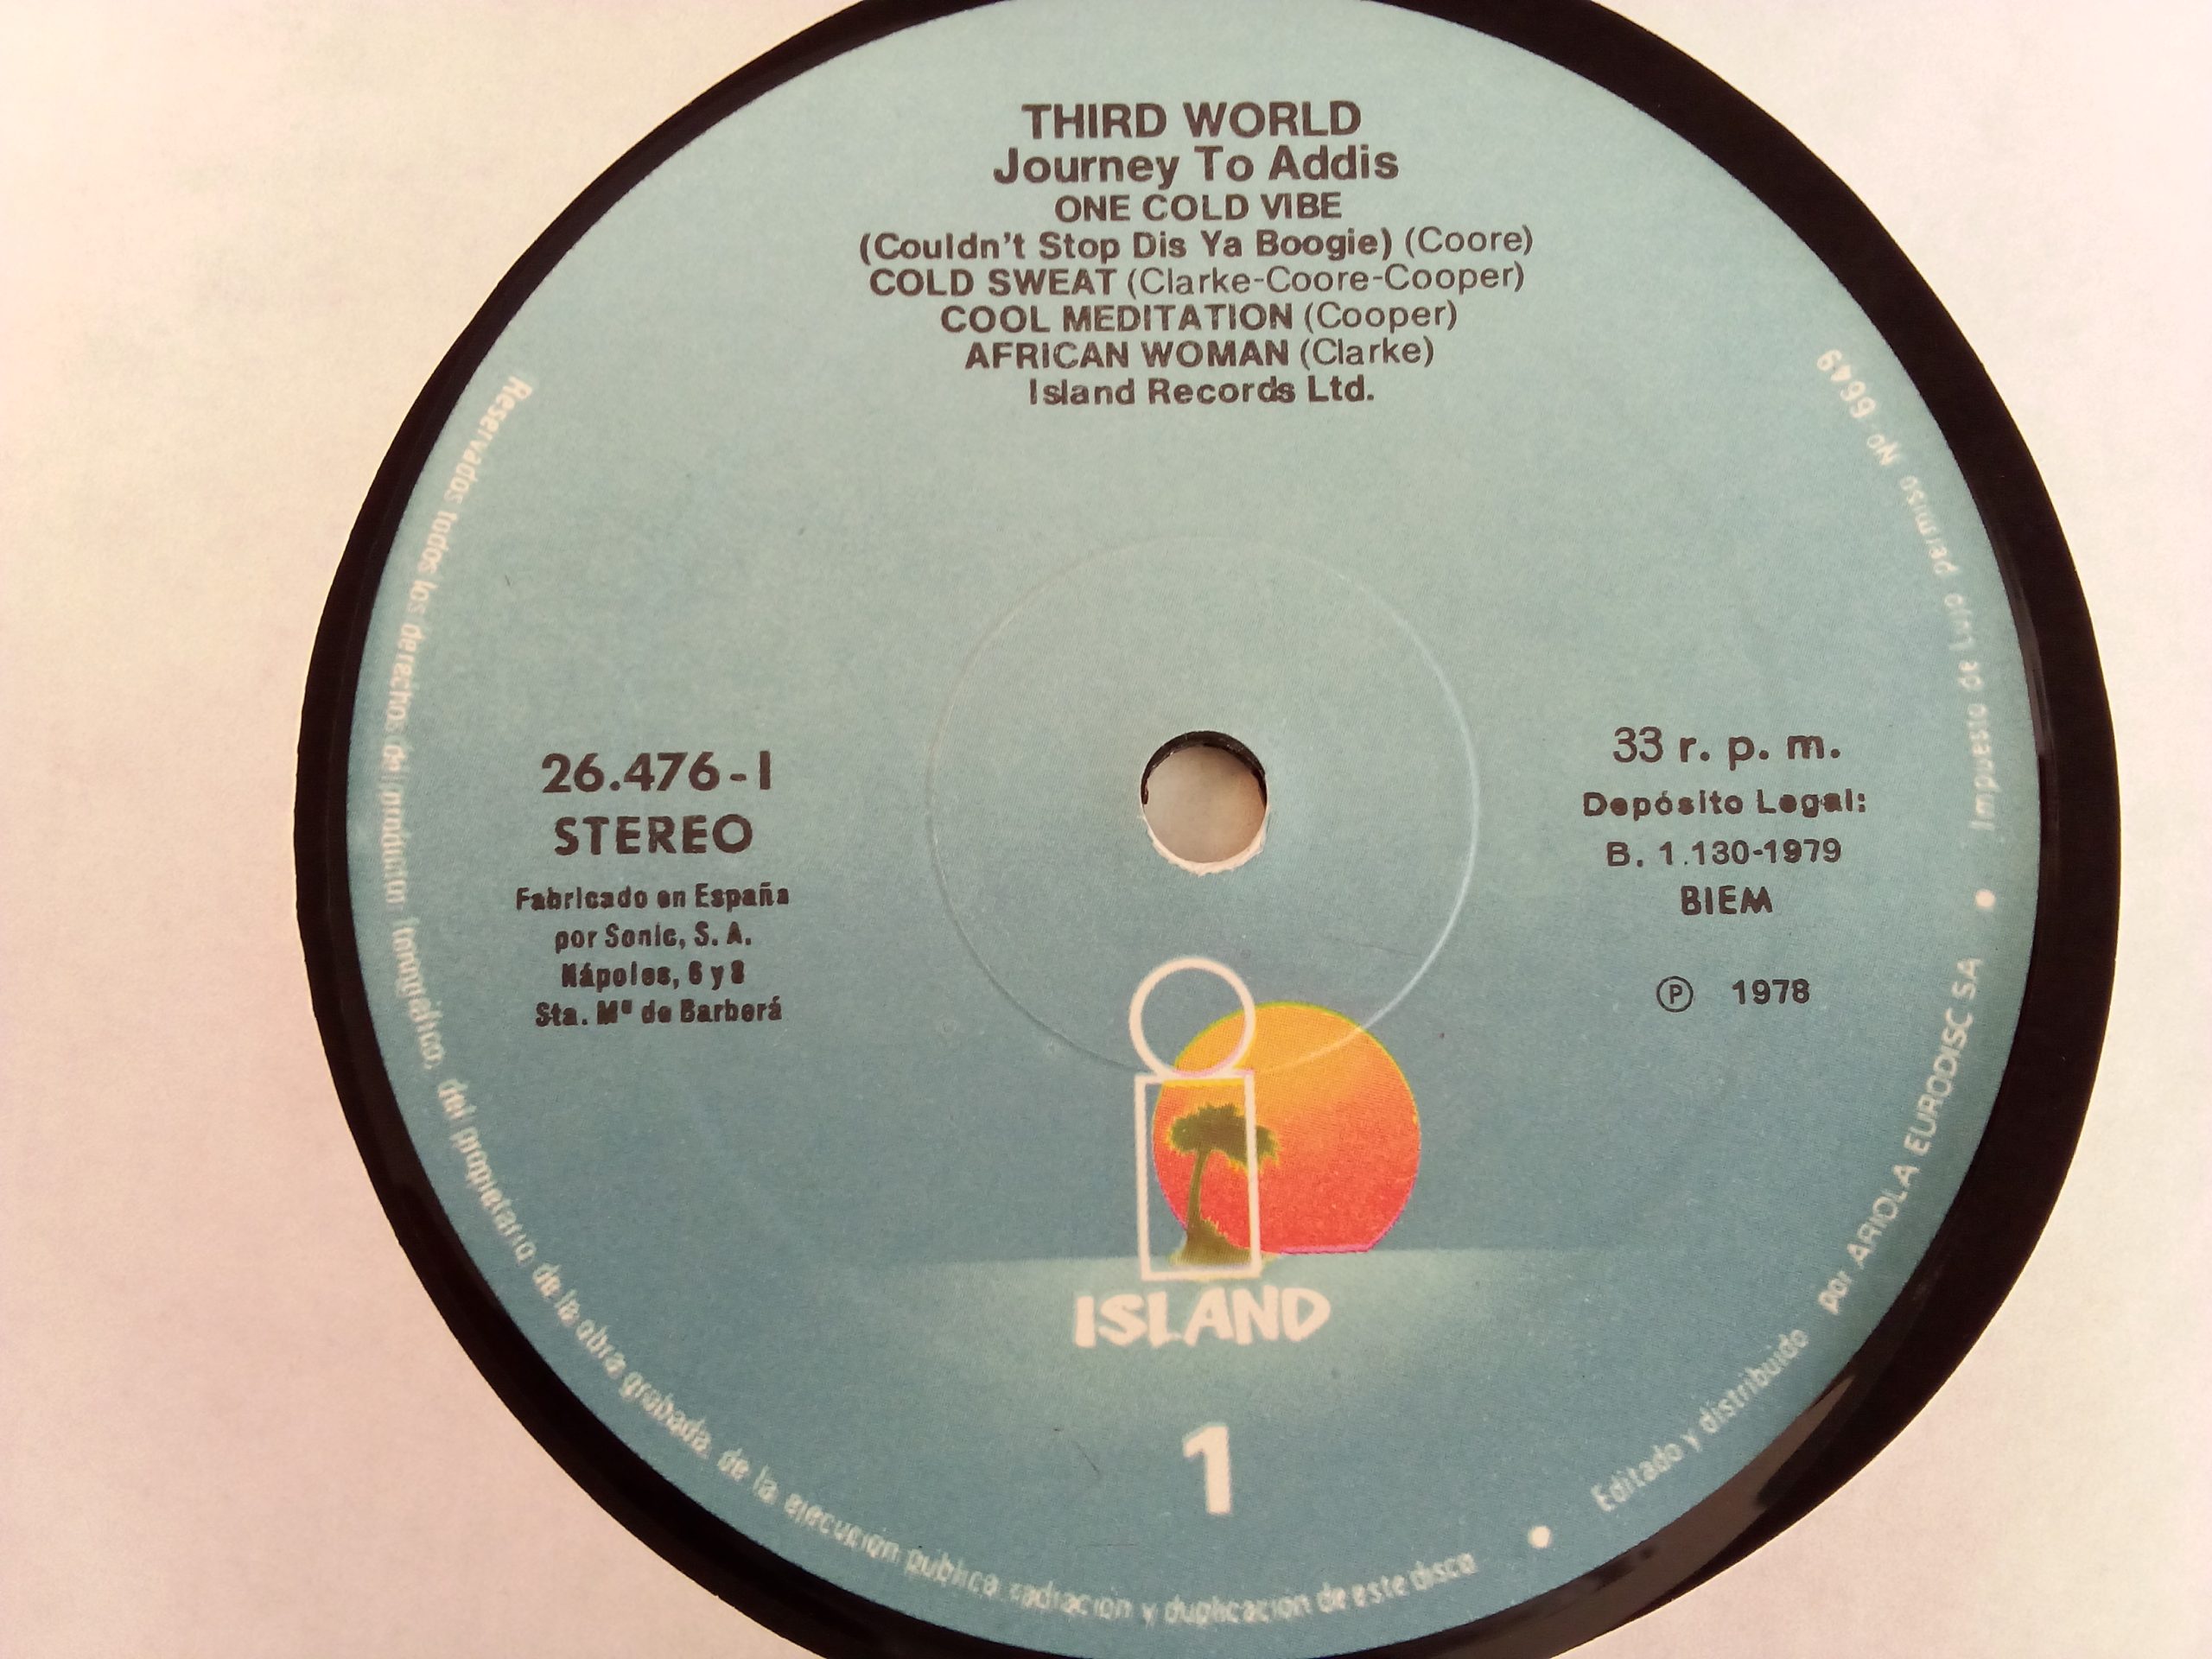 THIRD WORLD
Journey To Addis
ONE COLD VIBE
(Couldn't Stop Dis Ya Boogie) (Coore)
COLD SWEAT (Clarke-Coore-Cooper)
COOL MEDITATION (Cooper)
AFRICAN WOMAN (Clarke)
Island Records Ltd.
26.476-I
STEREO
Fabricado en España
por Sonic, S. A.
Nápoles, 6 y 8
Sta. Mª de Barberá
33 r. p. m.
Depósito Legal:
B. 1.130-1979
BIEM
Ⓟ 1978
ISLAND
1
Reservados todos los derechos del productor fonográfico, del propietario de la obra grabada, de la ejecución pública radiación y duplicación de este disco • Editado y distribuido por ARIOLA EURODISC S.A • Impuesto de Lujo permiso Nº 6649